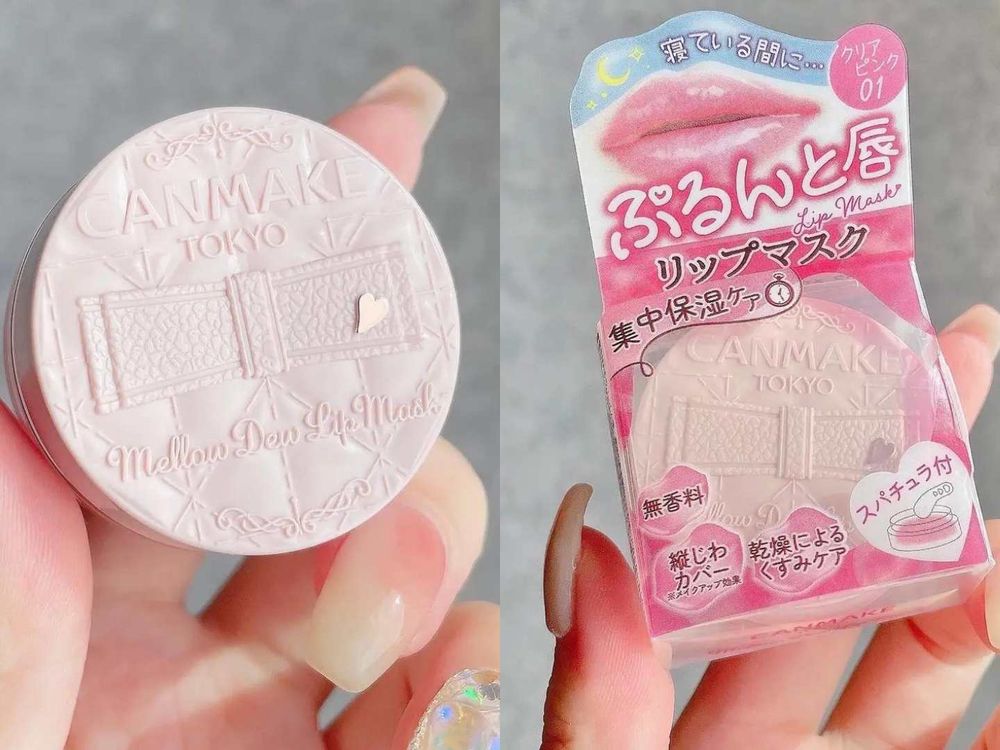 CANMAKE
TOKYO
Mellow Dew Lip Mask
寝ている間に…
クリア
ピンク
01
ぷるんと唇
Lip Mask
リップマスク
集中保湿ケア
CANMAKE
TOKYO
Mellow Dew
無香料
縦じわ
カバー
※メイクアップ効果
乾燥による
くすみケア
スパチュラ付
CANMAKE